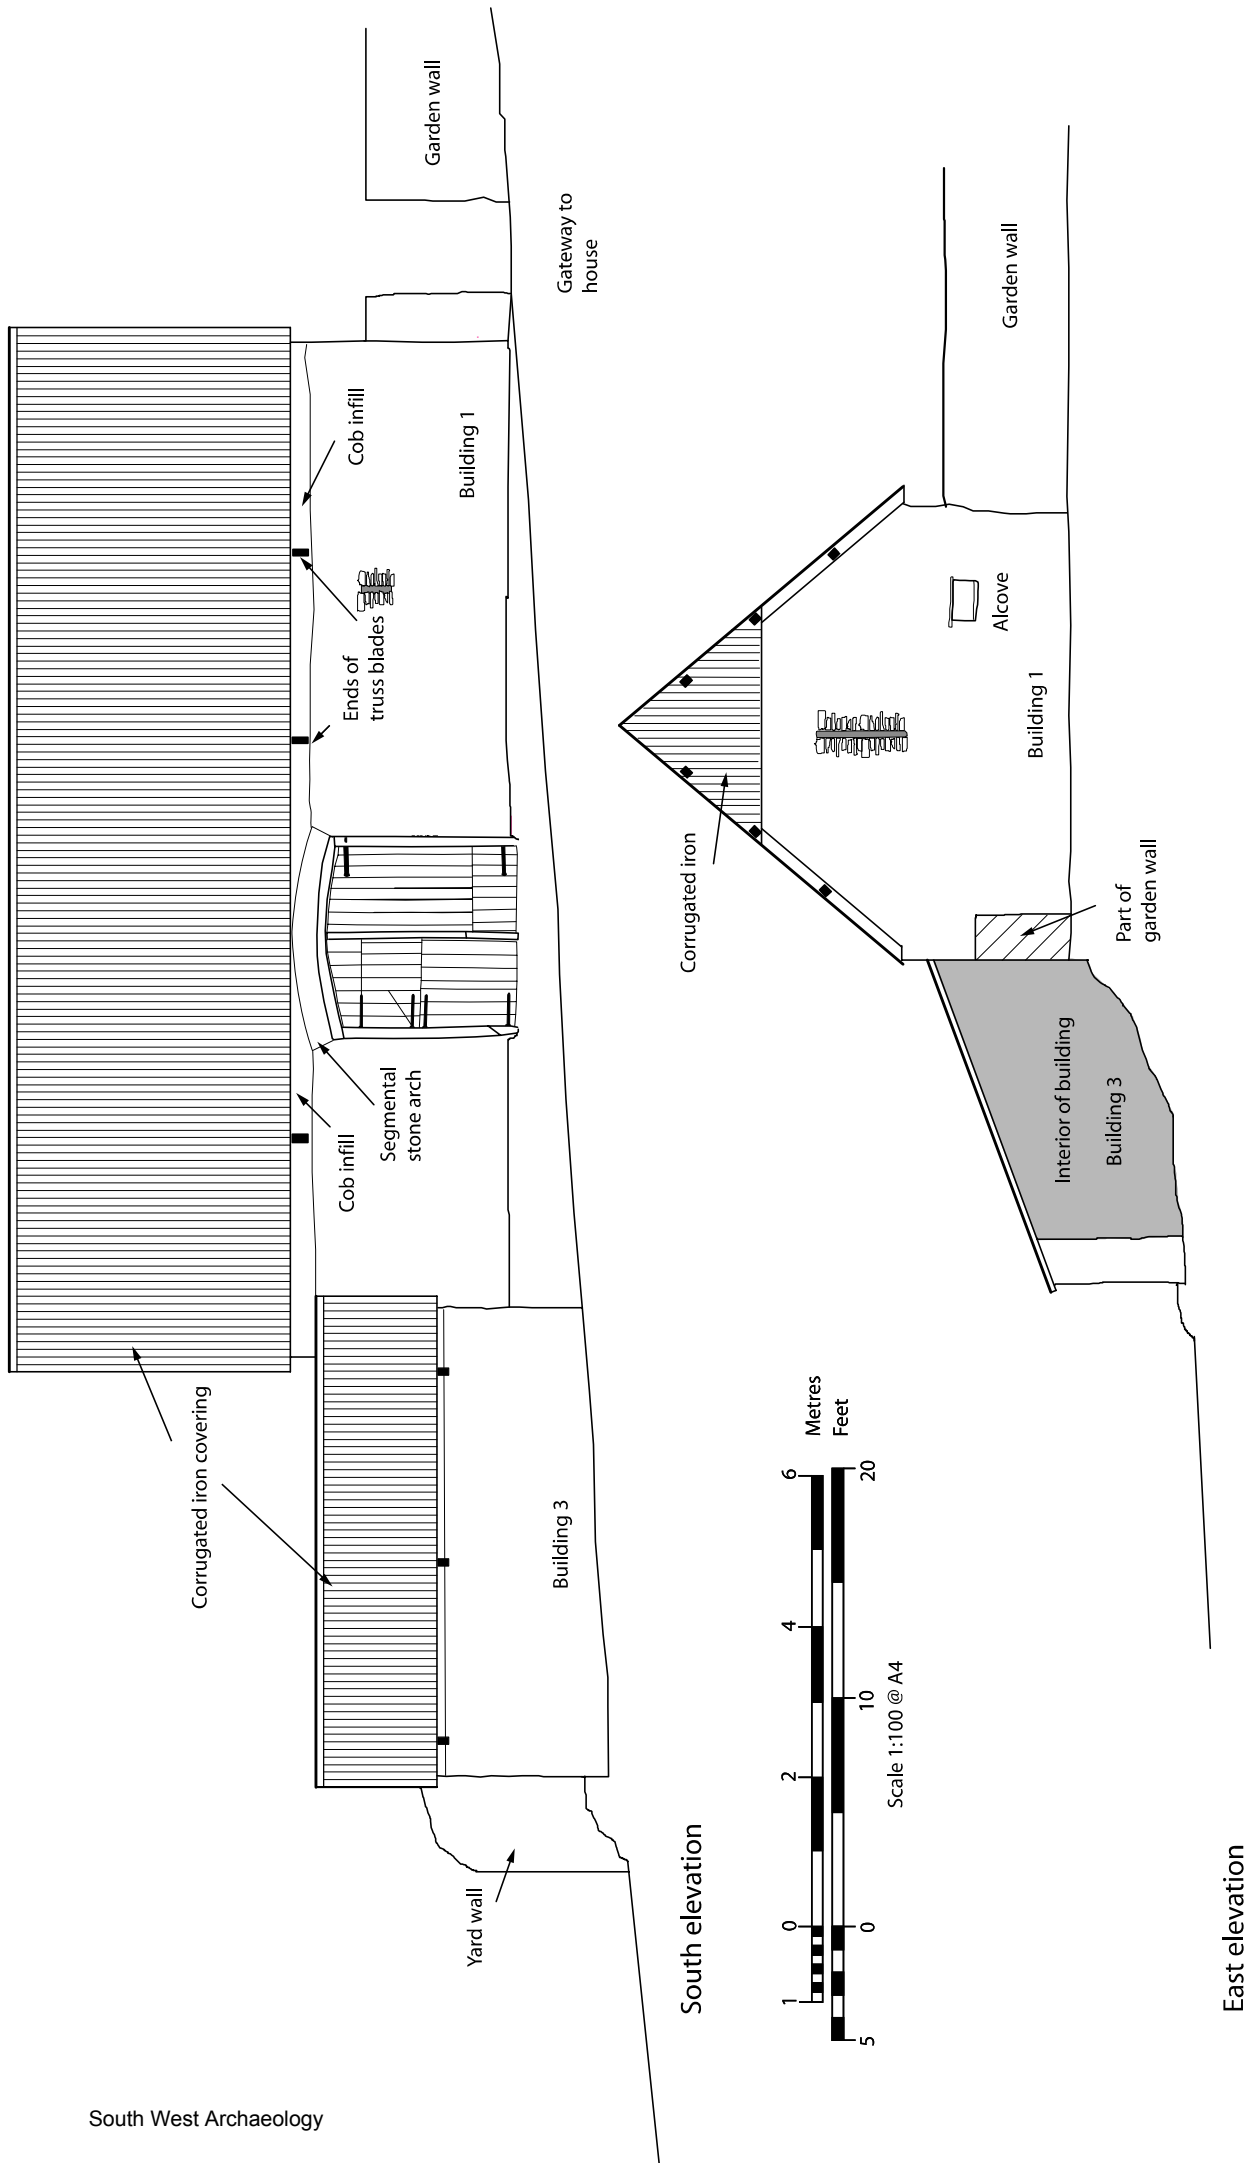 Corrugated iron covering
Cob infill
Segmental
stone arch
Ends of
truss blades
Cob infill
Garden wall
Building 1
Gateway to
house
Yard wall
Building 3
South elevation
Metres
Feet
1
0
2
4
6
5
0
10
20
Scale 1:100 @ A4
Corrugated iron
Alcove
Building 1
Garden wall
Part of
garden wall
Interior of building
Building 3
East elevation
South West Archaeology